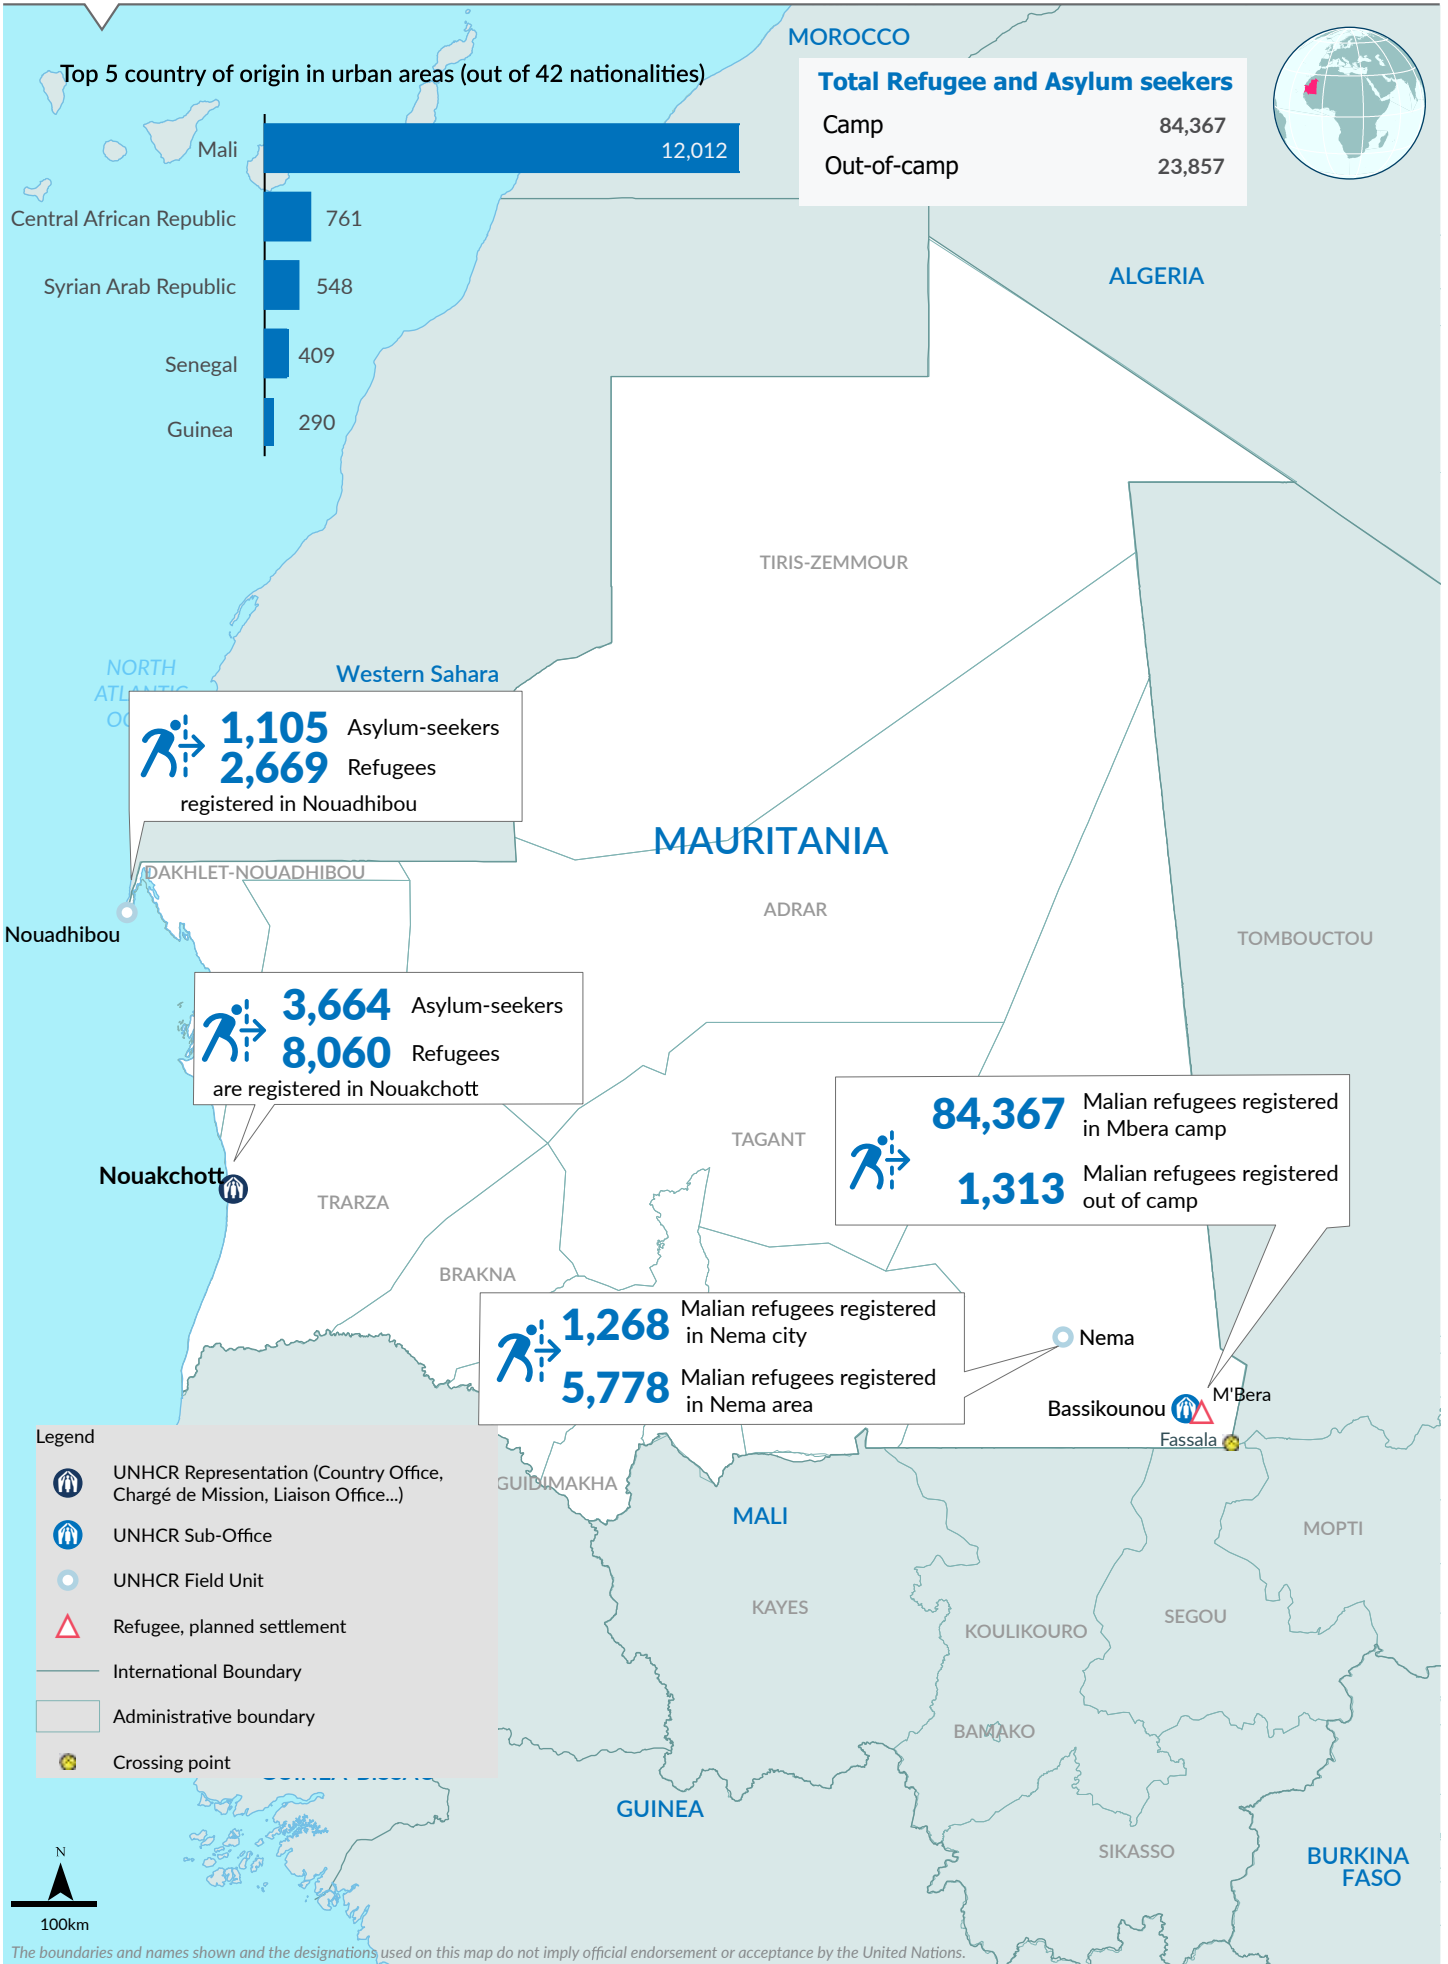 MOROCCO
Top 5 country of origin in urban areas (out of 42 nationalities)
Mali
12,012
Central African Republic
761
Syrian Arab Republic
548
Senegal
409
Guinea
290
Total Refugee and Asylum seekers
Camp 84,367
Out-of-camp 23,857
ALGERIA
TIRIS-ZEMMOUR
NORTH
Western Sahara
1,105 Asylum-seekers
2,669 Refugees
registered in Nouadhibou
MAURITANIA
DAKHLET-NOUADHIBOU
ADRAR
Nouadhibou
TOMBOUCTOU
3,664 Asylum-seekers
8,060 Refugees
are registered in Nouakchott
84,367 Malian refugees registered
in Mbera camp
1,313 Malian refugees registered
out of camp
TAGANT
Nouakchott
TRARZA
BRAKNA
1,268 Malian refugees registered
in Nema city
5,778 Malian refugees registered
in Nema area
Nema
M'Bera
Bassikounou
Fassala
Legend
UNHCR Representation (Country Office,
Chargé de Mission, Liaison Office...)
UNHCR Sub-Office
UNHCR Field Unit
Refugee, planned settlement
International Boundary
Administrative boundary
Crossing point
GUIDIMAKHA
MALI
MOPTI
KAYES
KOULIKOURO
SEGOU
BAMAKO
GUINEA
SIKASSO
BURKINA
FASO
N
100km
The boundaries and names shown and the designations used on this map do not imply official endorsement or acceptance by the United Nations.